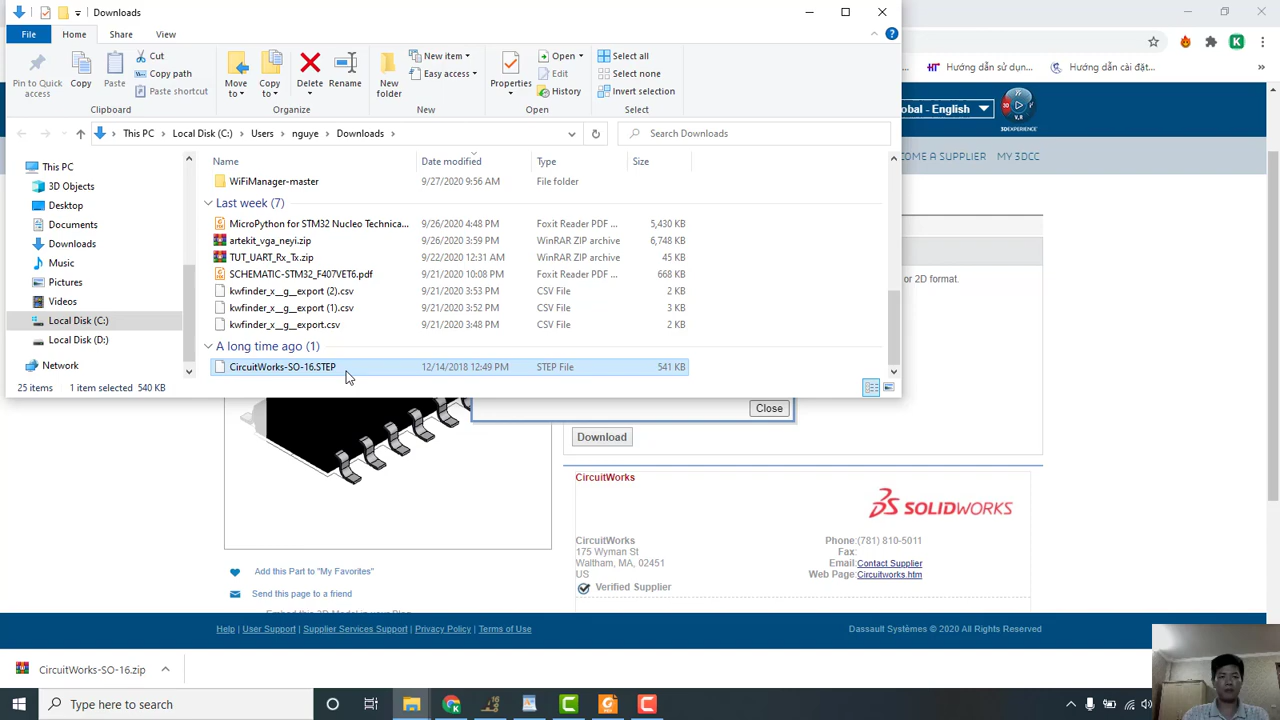 Downloads
File
Home
Share
View
Pin to Quick access
Copy
Paste
Cut
Copy path
Paste shortcut
Clipboard
Move to
Copy to
Delete
Rename
Organize
New folder
New item
Easy access
New
Properties
Open
Edit
History
Open
Select all
Select none
Invert selection
Select
This PC > Local Disk (C:) > Users > nguye > Downloads >
Search Downloads
This PC
3D Objects
Desktop
Documents
Downloads
Music
Pictures
Videos
Local Disk (C:)
Local Disk (D:)
Network
Name Date modified Type Size
WiFiManager-master 9/27/2020 9:56 AM File folder
Last week (7)
MicroPython for STM32 Nucleo Technica... 9/26/2020 4:48 PM Foxit Reader PDF ... 5,430 KB
artekit_vga_neyi.zip 9/26/2020 3:59 PM WinRAR ZIP archive 6,748 KB
TUT_UART_Rx_Tx.zip 9/22/2020 12:31 AM WinRAR ZIP archive 45 KB
SCHEMATIC-STM32_F407VET6.pdf 9/21/2020 10:08 PM Foxit Reader PDF ... 668 KB
kwfinder_x__g__export (2).csv 9/21/2020 3:53 PM CSV File 2 KB
kwfinder_x__g__export (1).csv 9/21/2020 3:52 PM CSV File 3 KB
kwfinder_x__g__export.csv 9/21/2020 3:48 PM CSV File 2 KB
A long time ago (1)
CircuitWorks-SO-16.STEP 12/14/2018 12:49 PM STEP File 541 KB
25 items 1 item selected 540 KB
K
HT Hướng dẫn sử dụn...
Hướng dẫn cài đặt...
»
obal - English
3D
V,R
3DEXPERIENCE
COME A SUPPLIER MY 3DCC
or 2D format.
Close
Download
CircuitWorks
SOLIDWORKS
CircuitWorks
175 Wyman St
Waltham, MA, 02451
US
Verified Supplier
Phone:(781) 810-5011
Fax:
Email:Contact Supplier
Web Page:Circuitworks.htm
Add this Part to "My Favorites"
Send this page to a friend
Embed this 3D Model in your Blog
Help | User Support | Supplier Services Support | Privacy Policy | Terms of Use
Dassault Systèmes © 2020 All Rights Reserved
CircuitWorks-SO-16.zip
Type here to search